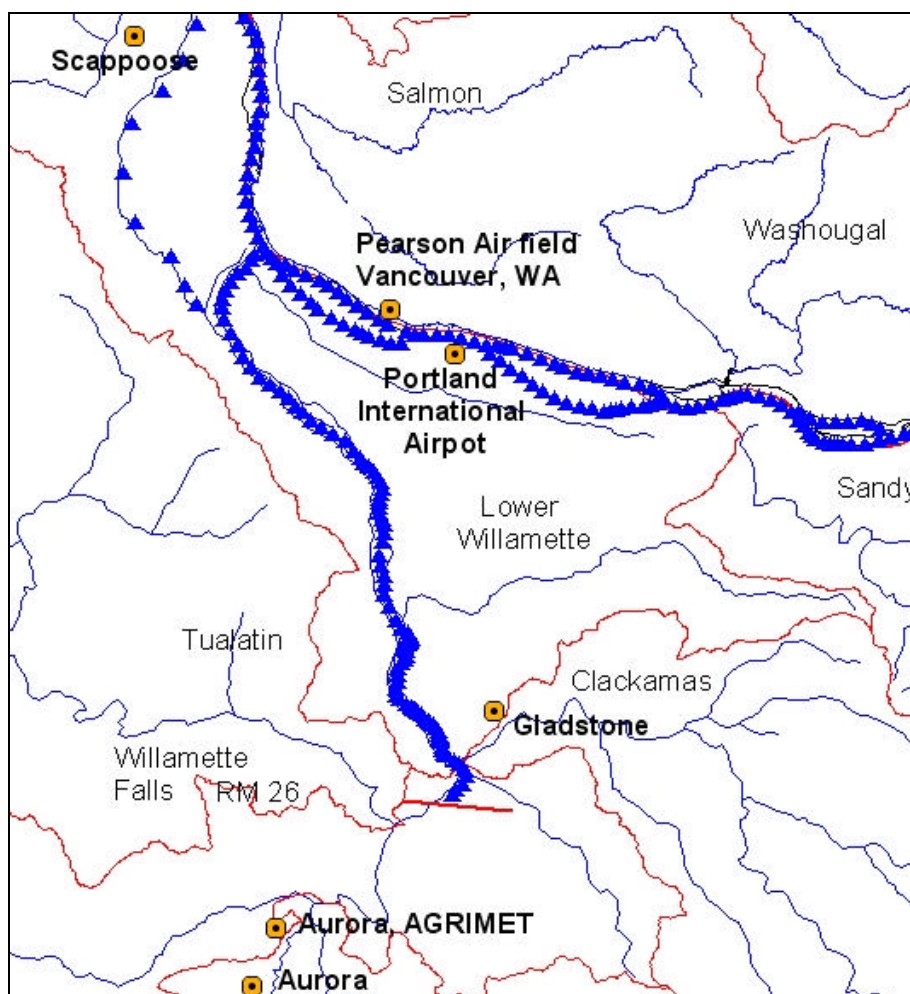 Scappoose
Salmon
Washougal
Pearson Air field
Vancouver, WA
Portland
International
Airpot
Sandy
Lower
Willamette
Tualatin
Clackamas
Gladstone
Willamette
Falls RM 26
Aurora, AGRIMET
Aurora